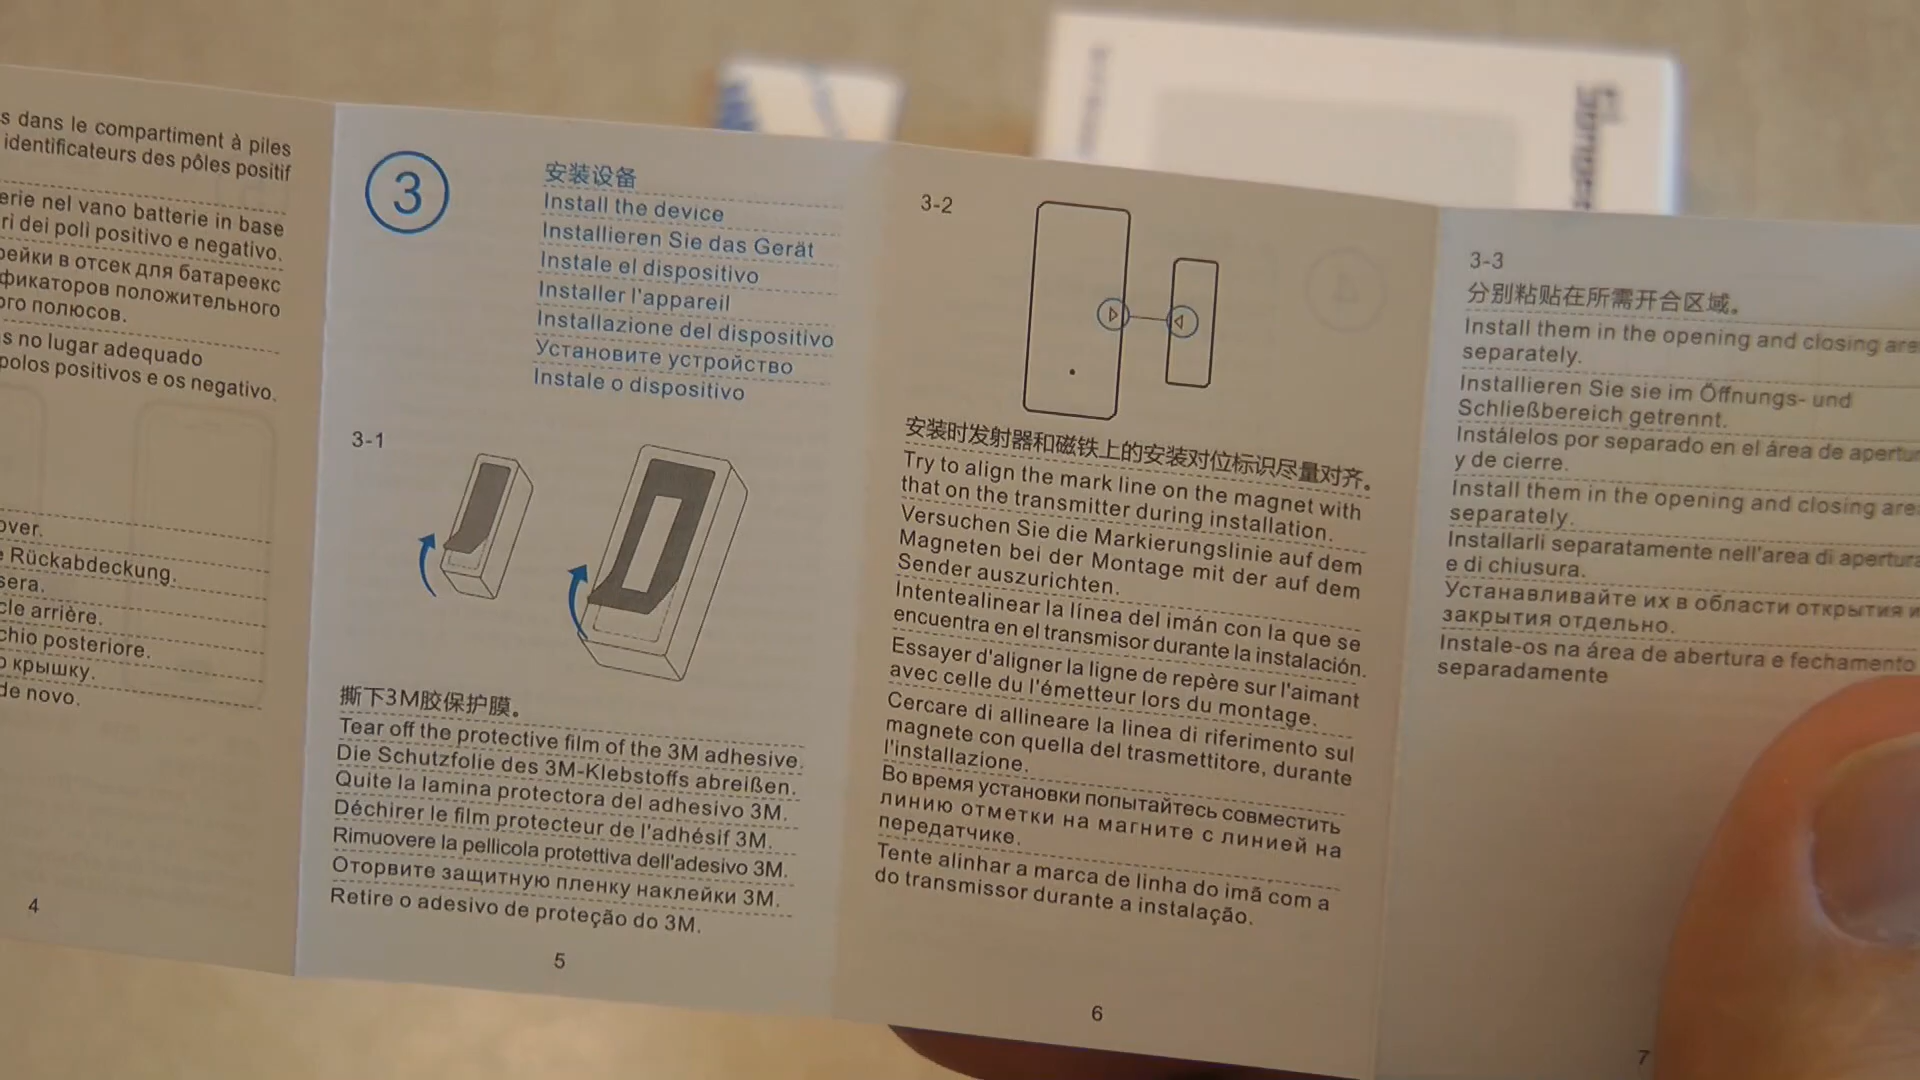 s dans le compartiment à piles
identificateurs des pôles positif
erie nel vano batterie in base
ri dei poli positivo e negativo.
рейки в отсек для батареекс
фикаторов положительного
ого полюсов.
s no lugar adequado
polos positivos e os negativo.
over.
e Rückabdeckung.
sera.
cle arrière.
chio posteriore.
ю крышку.
de novo.
4
3
安装设备
Install the device
Installieren Sie das Gerät
Instale el dispositivo
Installer l'appareil
Installazione del dispositivo
Установите устройство
Instale o dispositivo
3-1
撕下3M胶保护膜。
Tear off the protective film of the 3M adhesive.
Die Schutzfolie des 3M-Klebstoffs abreißen.
Quite la lamina protectora del adhesivo 3M.
Déchirer le film protecteur de l'adhésif 3M.
Rimuovere la pellicola protettiva dell'adesivo 3M.
Оторвите защитную пленку наклейки 3M.
Retire o adesivo de proteção do 3M.
5
3-2
安装时发射器和磁铁上的安装对位标识尽量对齐。
Try to align the mark line on the magnet with
that on the transmitter during installation.
Versuchen Sie die Markierungslinie auf dem
Magneten bei der Montage mit der auf dem
Sender auszurichten.
Intentealinear la línea del imán con la que se
encuentra en el transmisor durante la instalación.
Essayer d'aligner la ligne de repère sur l'aimant
avec celle du l'émetteur lors du montage.
Cercare di allineare la linea di riferimento sul
magnete con quella del trasmettitore, durante
l'installazione.
Во время установки попытайтесь совместить
линию отметки на магните с линией на
передатчике.
Tente alinhar a marca de linha do imã com a
do transmissor durante a instalação.
6
3-3
分别粘贴在所需开合区域。
Install them in the opening and closing area
separately.
Installieren Sie sie im Öffnungs- und
Schließbereich getrennt.
Instálelos por separado en el área de apertur
y de cierre.
Install them in the opening and closing area
separately.
Installarli separatamente nell'area di apertura
e di chiusura.
Устанавливайте их в области открытия и
закрытия отдельно.
Instale-os na área de abertura e fechamento
separadamente
7